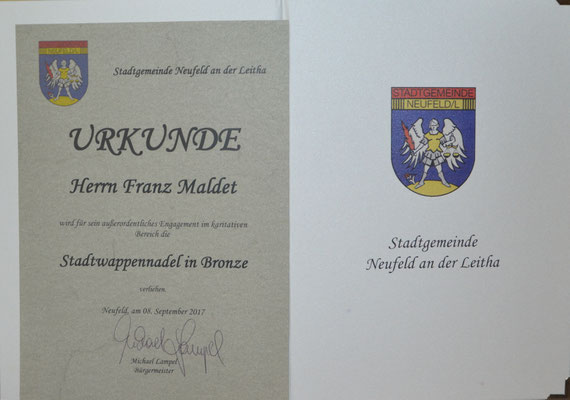 STADTGEMEINDE
NEUFELD/L
Stadtgemeinde Neufeld an der Leitha
URKUNDE
Herrn Franz Maldet
wird für sein außerordentliches Engagement im karitativen
Bereich die
Stadtwappennadel in Bronze
verliehen
Neufeld, am 08. September 2017
Michael Lampel
Bürgermeister
STADTGEMEINDE
NEUFELD/L
Stadtgemeinde
Neufeld an der Leitha